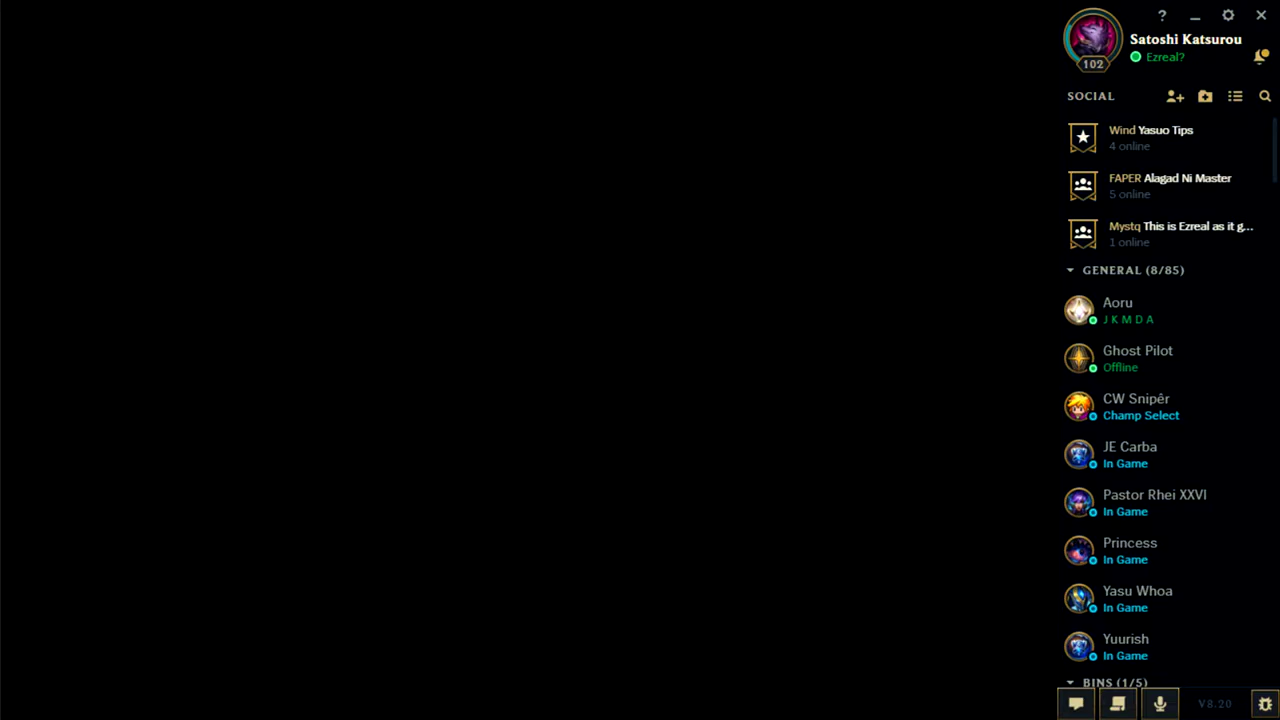 ?
Satoshi Katsurou
Ezreal?
102
SOCIAL
Wind Yasuo Tips
4 online
FAPER Alagad Ni Master
5 online
Mystq This is Ezreal as it g...
1 online
GENERAL (8/85)
Aoru
J K M D A
Ghost Pilot
Offline
CW Snipêr
Champ Select
JE Carba
In Game
Pastor Rhei XXVI
In Game
Princess
In Game
Yasu Whoa
In Game
Yuurish
In Game
BINS (1/5)
V8.20